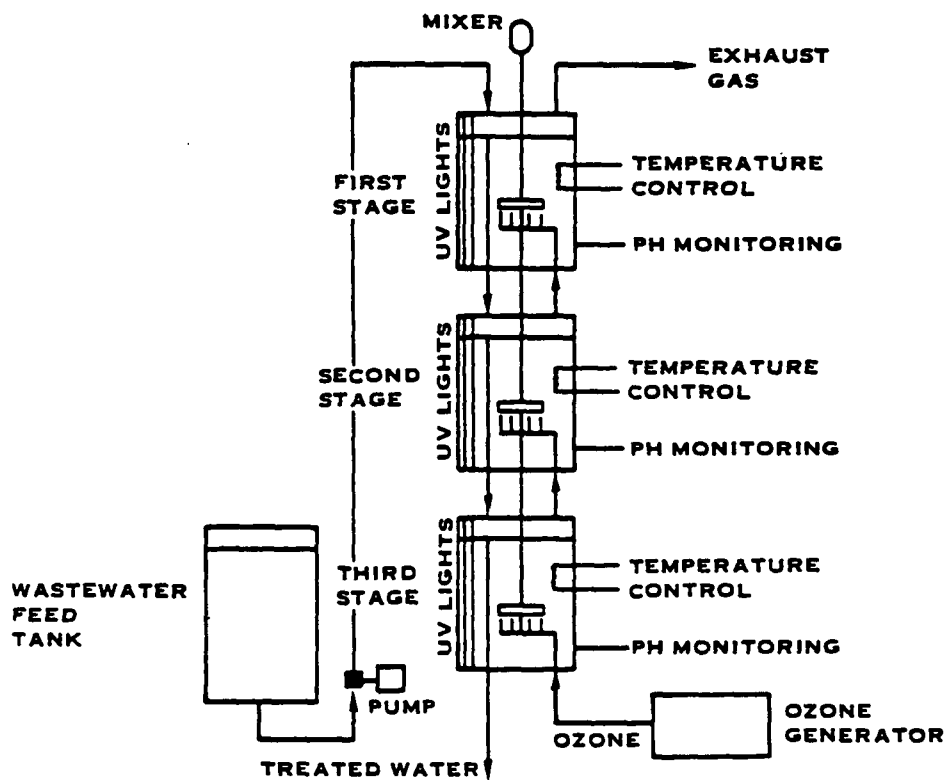 MIXER
EXHAUST
GAS
UV LIGHTS
FIRST
STAGE
TEMPERATURE
CONTROL
PH MONITORING
UV LIGHTS
SECOND
STAGE
TEMPERATURE
CONTROL
PH MONITORING
UV LIGHTS
THIRD
STAGE
TEMPERATURE
CONTROL
PH MONITORING
WASTEWATER
FEED
TANK
PUMP
OZONE
OZONE
GENERATOR
TREATED WATER